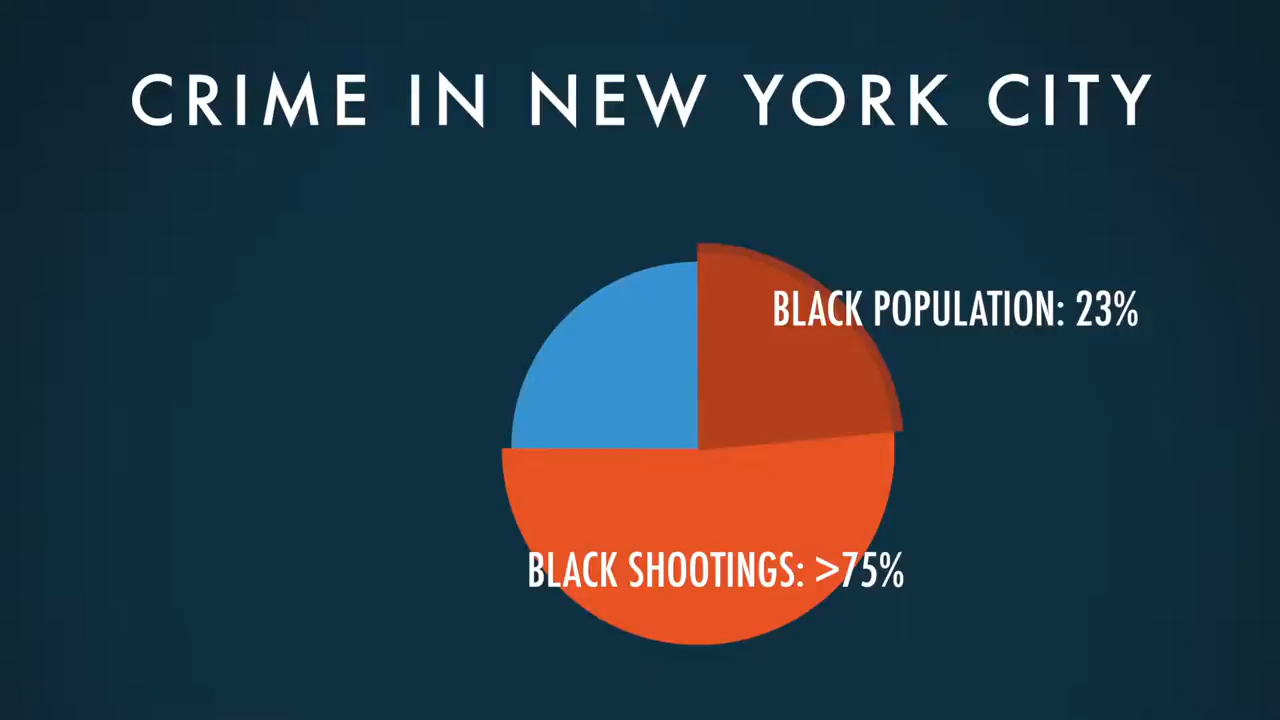 CRIME IN NEW YORK CITY
BLACK POPULATION: 23%
BLACK SHOOTINGS: >75%